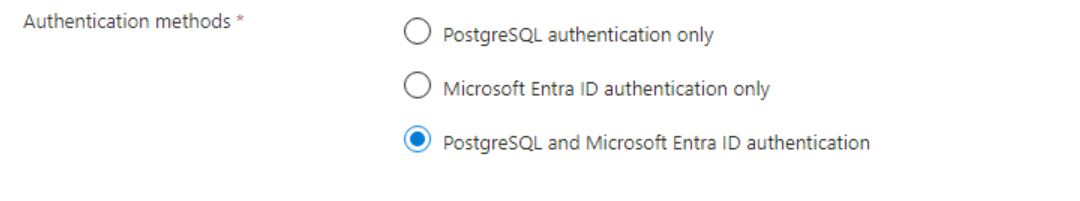 Authentication methods *
PostgreSQL authentication only
Microsoft Entra ID authentication only
PostgreSQL and Microsoft Entra ID authentication